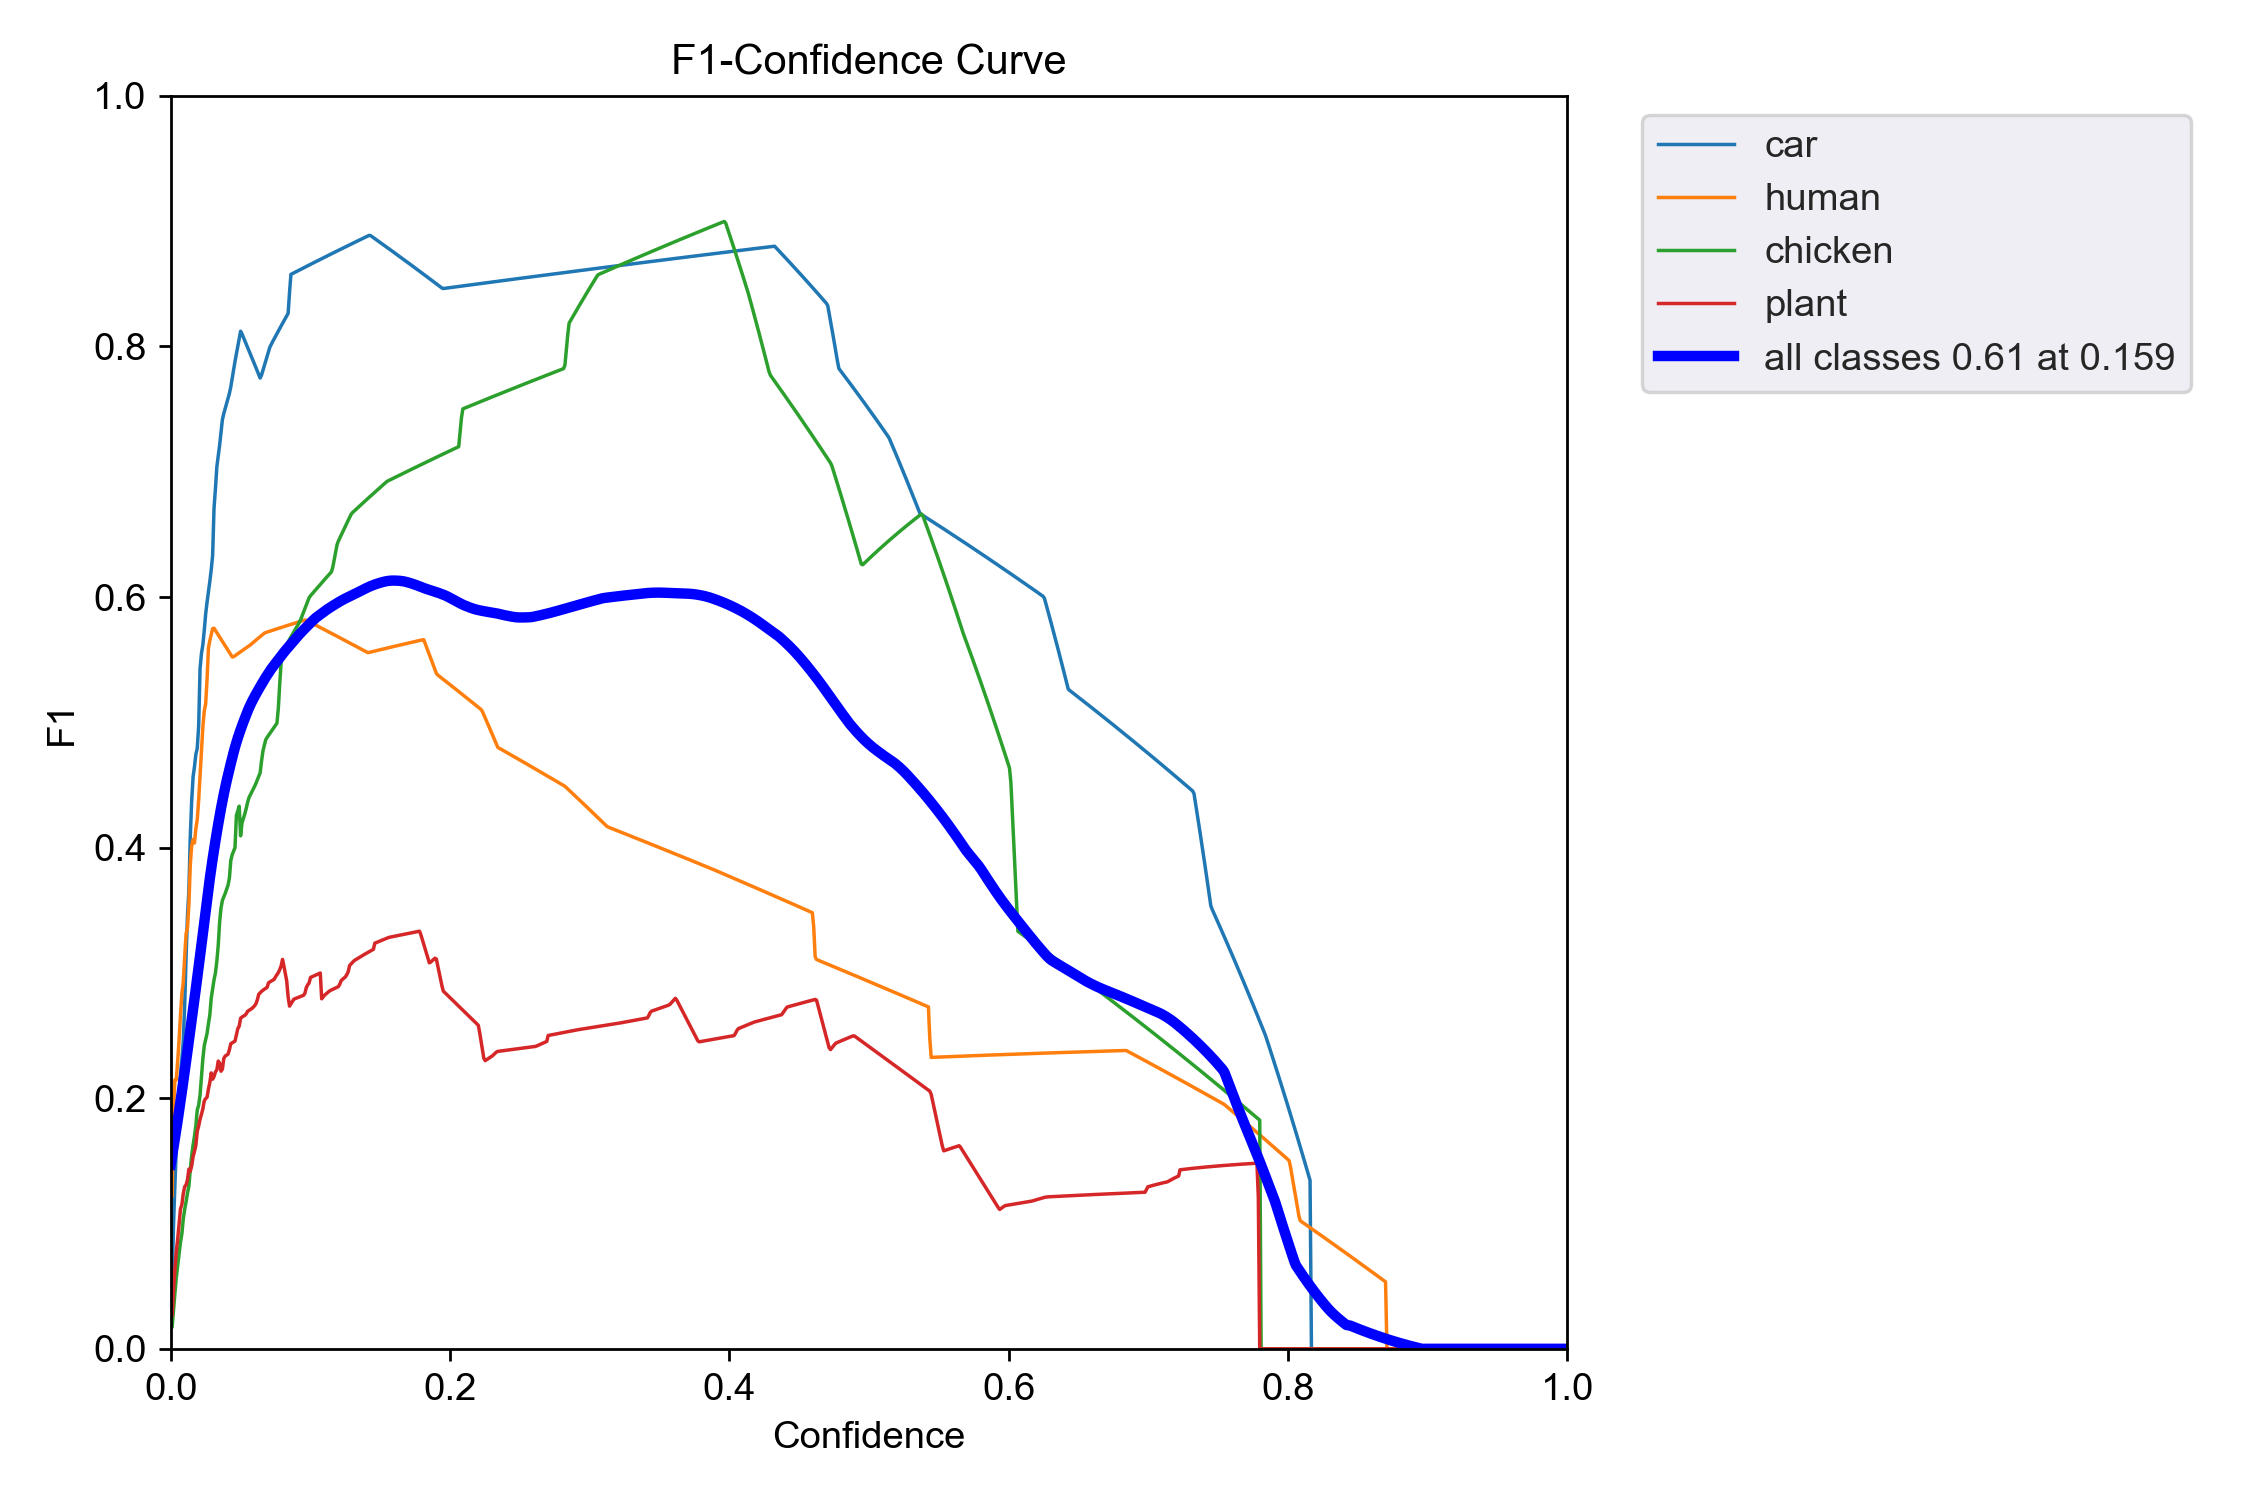 F1-Confidence Curve
1.0
0.8
0.6
0.4
0.2
0.0
F1
0.0 0.2 0.4 0.6 0.8 1.0
Confidence
car
human
chicken
plant
all classes 0.61 at 0.159